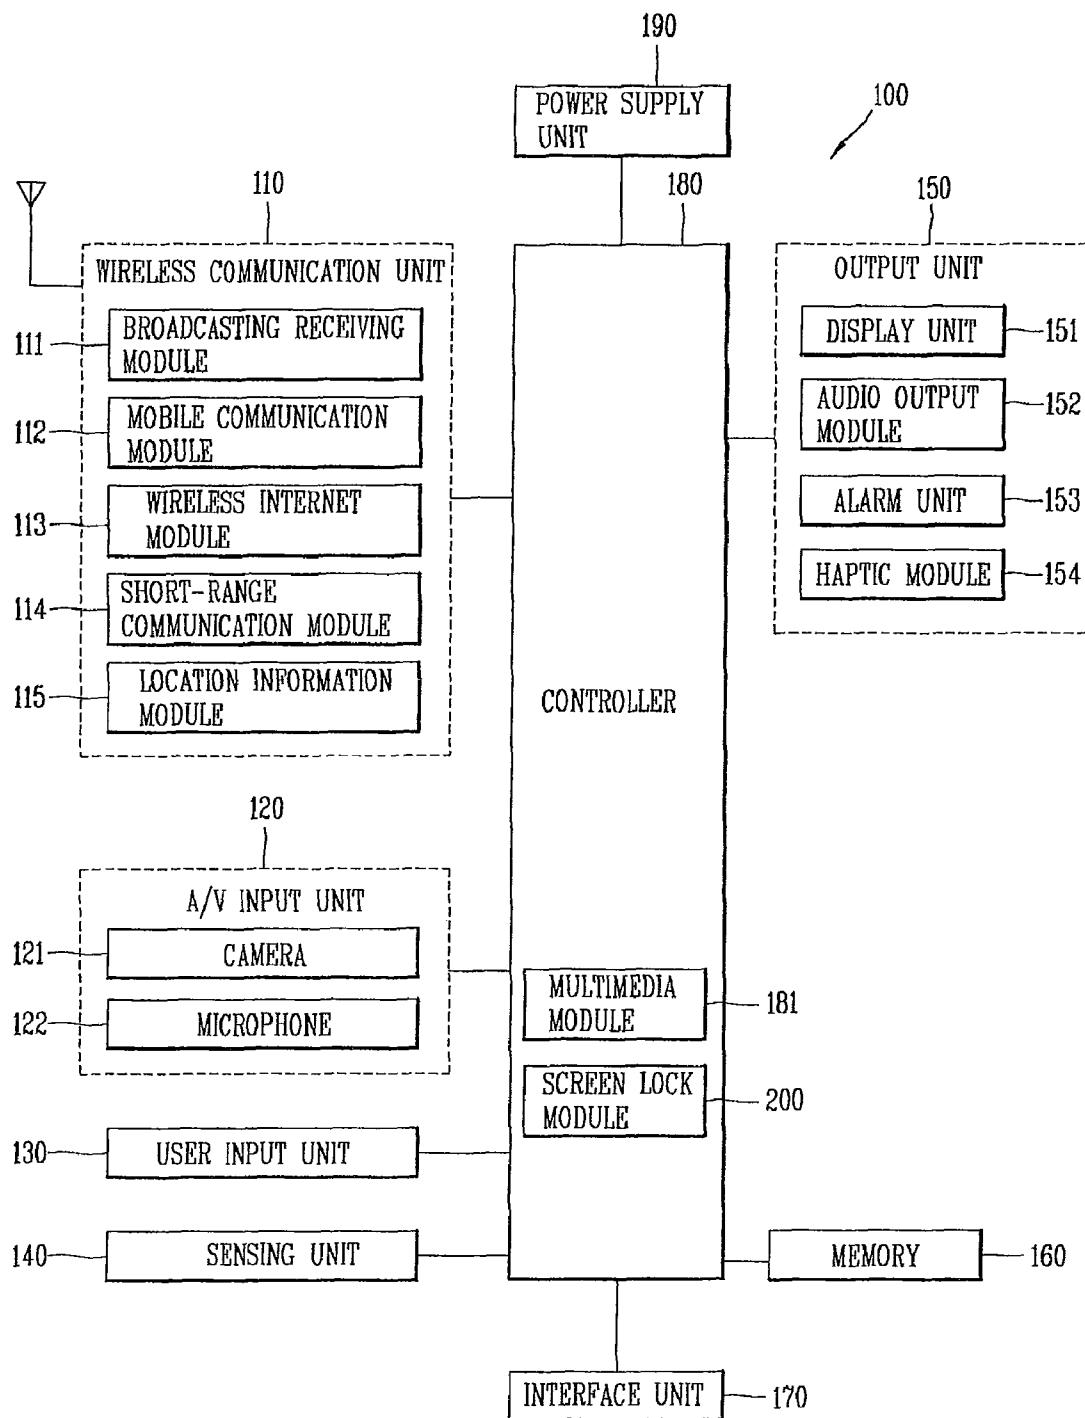 190
POWER SUPPLY
UNIT
100
110
180
150
WIRELESS COMMUNICATION UNIT
111
BROADCASTING RECEIVING
MODULE
112
MOBILE COMMUNICATION
MODULE
113
WIRELESS INTERNET
MODULE
114
SHORT-RANGE
COMMUNICATION MODULE
115
LOCATION INFORMATION
MODULE
OUTPUT UNIT
DISPLAY UNIT
151
AUDIO OUTPUT
MODULE
152
ALARM UNIT
153
HAPTIC MODULE
154
CONTROLLER
120
A/V INPUT UNIT
121
CAMERA
122
MICROPHONE
MULTIMEDIA
MODULE
181
SCREEN LOCK
MODULE
200
130
USER INPUT UNIT
140
SENSING UNIT
MEMORY
160
INTERFACE UNIT
170